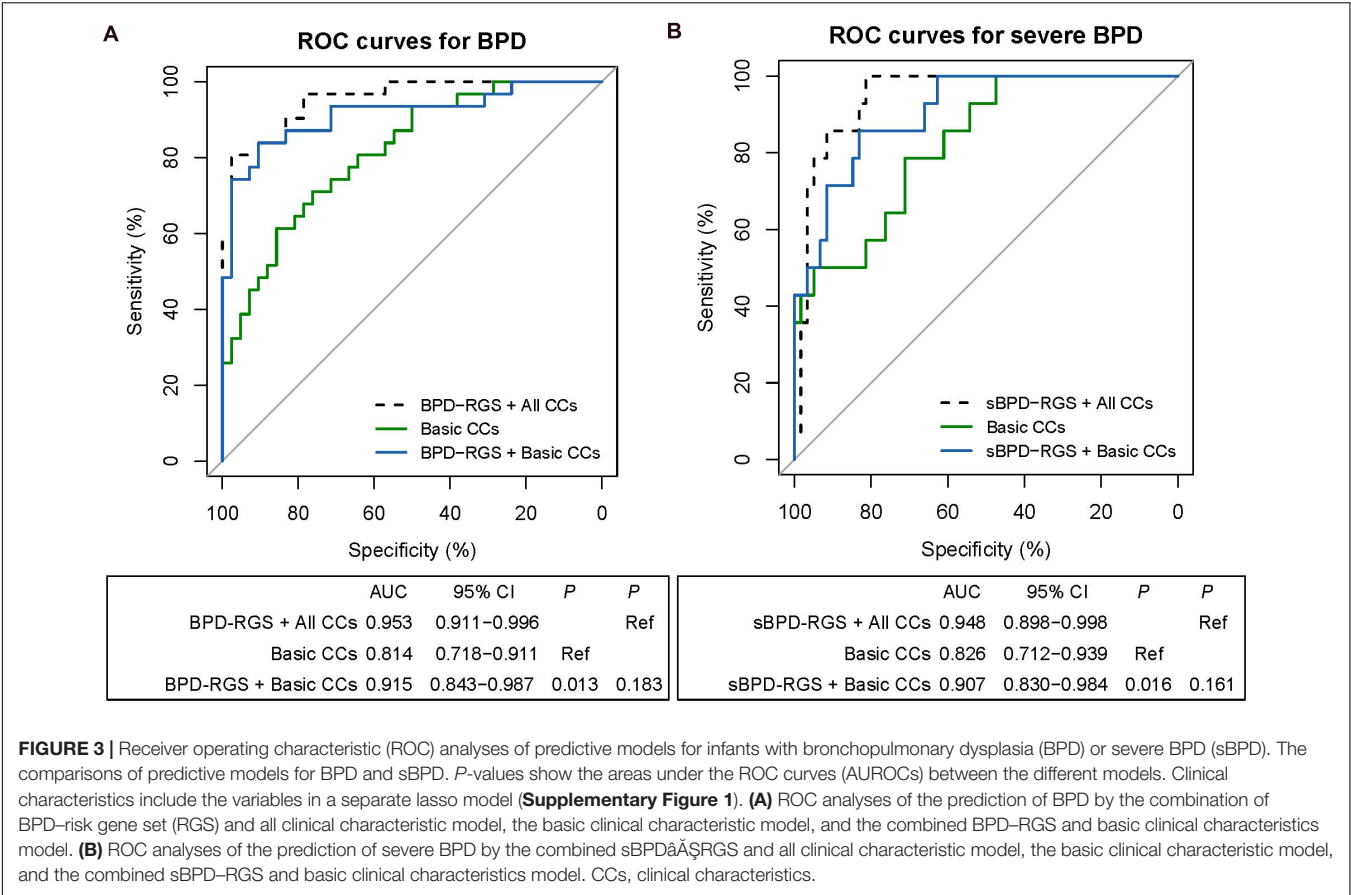 A
ROC curves for BPD
100
80
60
40
20
0
Sensitivity (%)
BPD−RGS + All CCs
Basic CCs
BPD−RGS + Basic CCs
100 80 60 40 20 0
Specificity (%)
AUC 95% CI P P
BPD-RGS + All CCs 0.953 0.911−0.996 Ref
Basic CCs 0.814 0.718−0.911 Ref
BPD-RGS + Basic CCs 0.915 0.843−0.987 0.013 0.183
B
ROC curves for severe BPD
100
80
60
40
20
0
Sensitivity (%)
sBPD−RGS + All CCs
Basic CCs
sBPD−RGS + Basic CCs
100 80 60 40 20 0
Specificity (%)
AUC 95% CI P P
sBPD-RGS + All CCs 0.948 0.898−0.998 Ref
Basic CCs 0.826 0.712−0.939 Ref
sBPD-RGS + Basic CCs 0.907 0.830−0.984 0.016 0.161
FIGURE 3 | Receiver operating characteristic (ROC) analyses of predictive models for infants with bronchopulmonary dysplasia (BPD) or severe BPD (sBPD). The
comparisons of predictive models for BPD and sBPD. P-values show the areas under the ROC curves (AUROCs) between the different models. Clinical
characteristics include the variables in a separate lasso model (Supplementary Figure 1). (A) ROC analyses of the prediction of BPD by the combination of
BPD–risk gene set (RGS) and all clinical characteristic model, the basic clinical characteristic model, and the combined BPD–RGS and basic clinical characteristics
model. (B) ROC analyses of the prediction of severe BPD by the combined sBPDâĂŞRGS and all clinical characteristic model, the basic clinical characteristic model,
and the combined sBPD–RGS and basic clinical characteristics model. CCs, clinical characteristics.